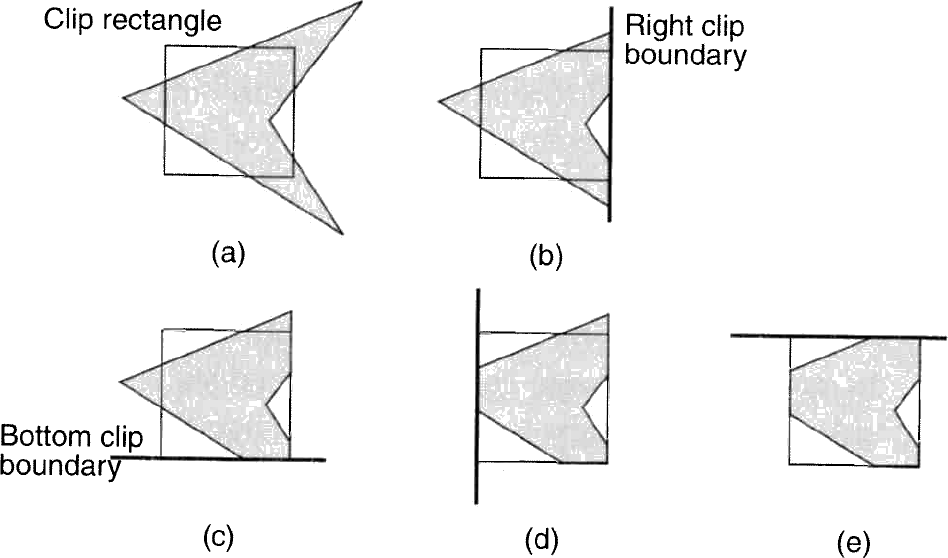 Clip rectangle
Right clip
boundary
(a)
(b)
Bottom clip
boundary
(c)
(d)
(e)